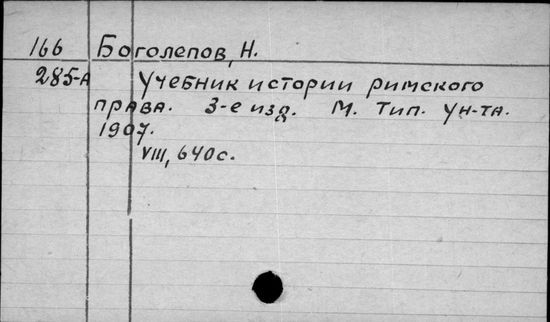 166 Боголепов, Н.
285-А Учебник истории римского
права. 3-е изд. М. Тип. Ун-та.
1907.
VIII, 640с.